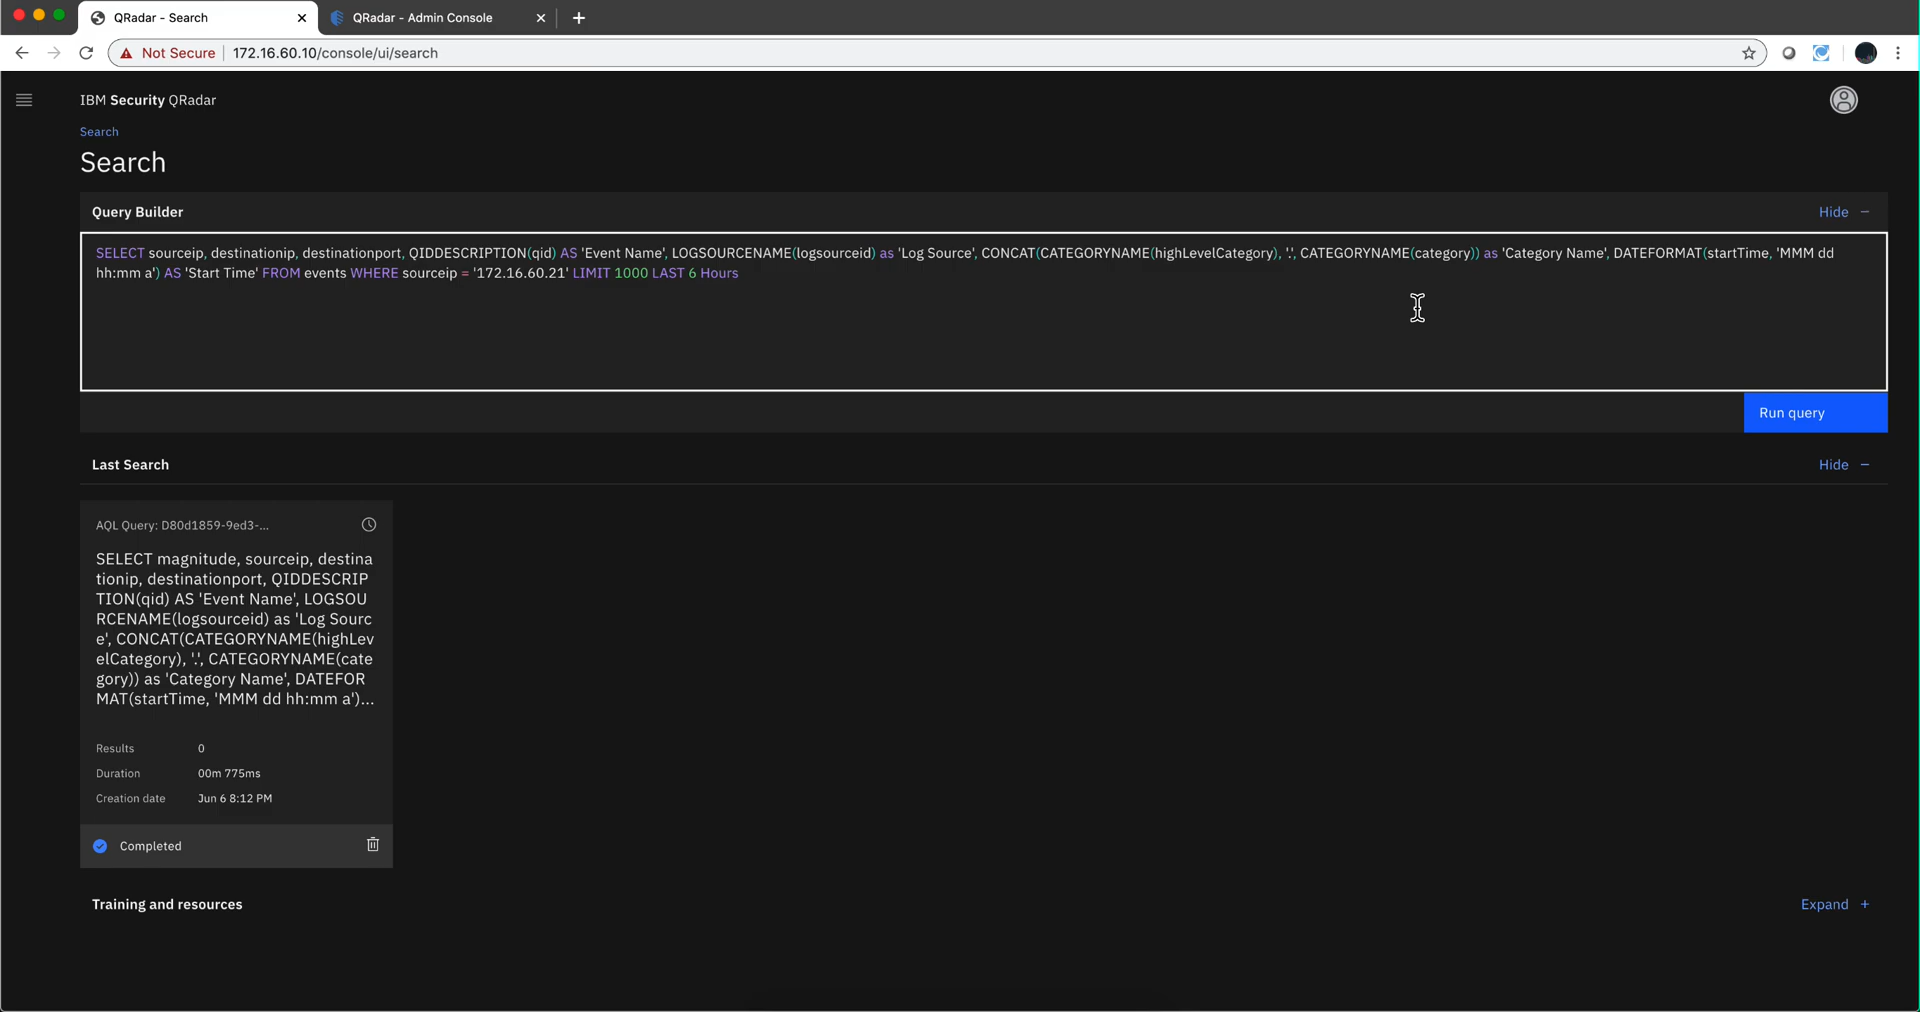 QRadar - Search
QRadar - Admin Console
Not Secure 172.16.60.10/console/ui/search
IBM Security QRadar
Search
Search
Query Builder
Hide
SELECT sourceip, destinationip, destinationport, QIDDESCRIPTION(qid) AS 'Event Name', LOGSOURCENAME(logsourceid) as 'Log Source', CONCAT(CATEGORYNAME(highLevelCategory), '.', CATEGORYNAME(category)) as 'Category Name', DATEFORMAT(startTime, 'MMM dd
hh:mm a') AS 'Start Time' FROM events WHERE sourceip = '172.16.60.21' LIMIT 1000 LAST 6 Hours
Run query
Last Search
Hide
AQL Query: D80d1859-9ed3-...
SELECT magnitude, sourceip, destina
tionip, destinationport, QIDDESCRIP
TION(qid) AS 'Event Name', LOGSOU
RCENAME(logsourceid) as 'Log Sourc
e', CONCAT(CATEGORYNAME(highLev
elCategory), '.', CATEGORYNAME(cate
gory)) as 'Category Name', DATEFOR
MAT(startTime, 'MMM dd hh:mm a')...
Results 0
Duration 00m 775ms
Creation date Jun 6 8:12 PM
Completed
Training and resources
Expand